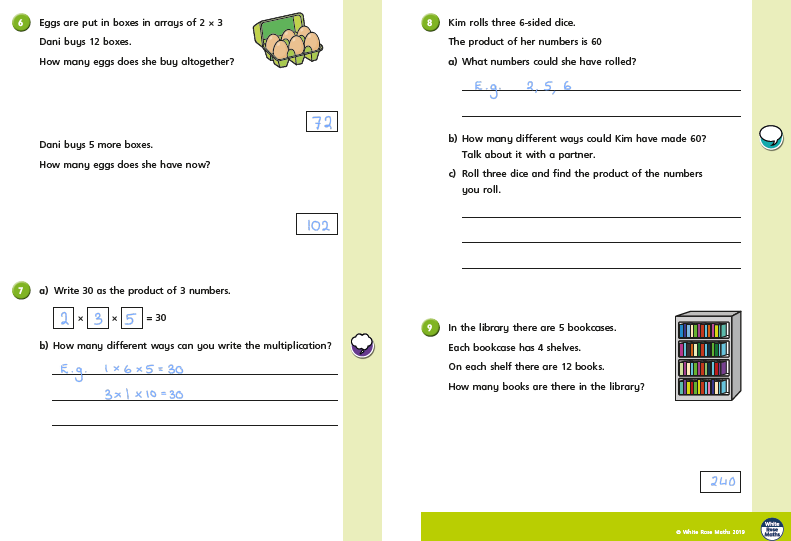 6 Eggs are put in boxes in arrays of 2 × 3
Dani buys 12 boxes.
How many eggs does she buy altogether?
72
Dani buys 5 more boxes.
How many eggs does she have now?
102
7 a) Write 30 as the product of 3 numbers.
2 × 3 × 5 = 30
b) How many different ways can you write the multiplication?
E.g. 1 × 6 × 5 = 30
3 × 1 × 10 = 30
8 Kim rolls three 6-sided dice.
The product of her numbers is 60
a) What numbers could she have rolled?
E.g. 2, 5, 6
b) How many different ways could Kim have made 60?
Talk about it with a partner.
c) Roll three dice and find the product of the numbers
you roll.
9 In the library there are 5 bookcases.
Each bookcase has 4 shelves.
On each shelf there are 12 books.
How many books are there in the library?
240
© White Rose Maths 2019
White
Rose
Maths